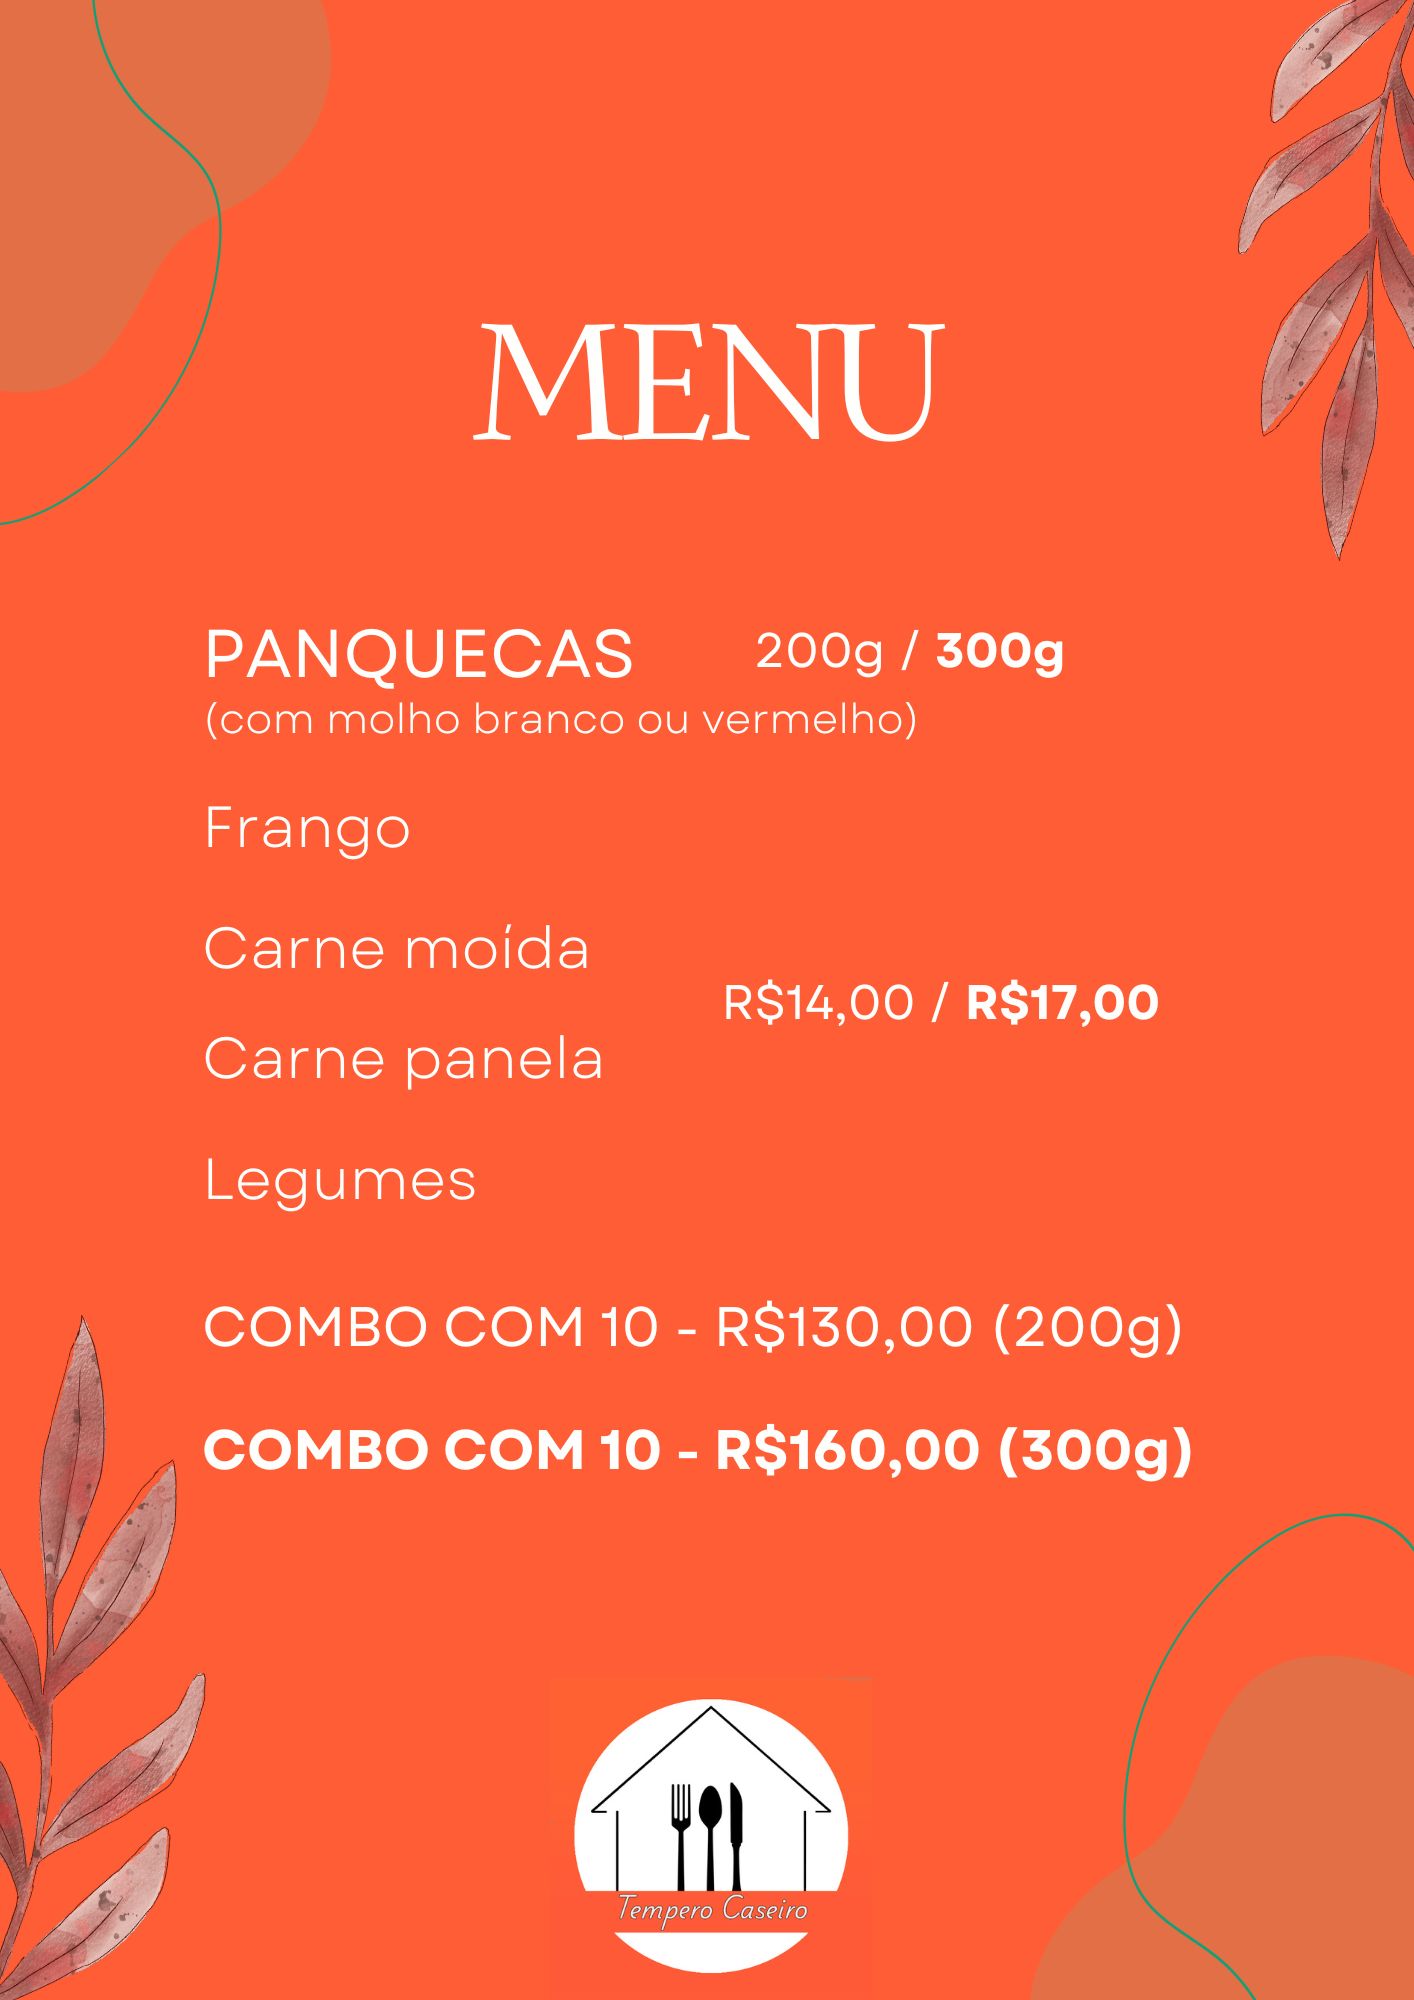 MENU
PANQUECAS 200g / 300g
(com molho branco ou vermelho)
Frango
Carne moída
R$14,00 / R$17,00
Carne panela
Legumes
COMBO COM 10 - R$130,00 (200g)
COMBO COM 10 - R$160,00 (300g)
Tempero Caseiro